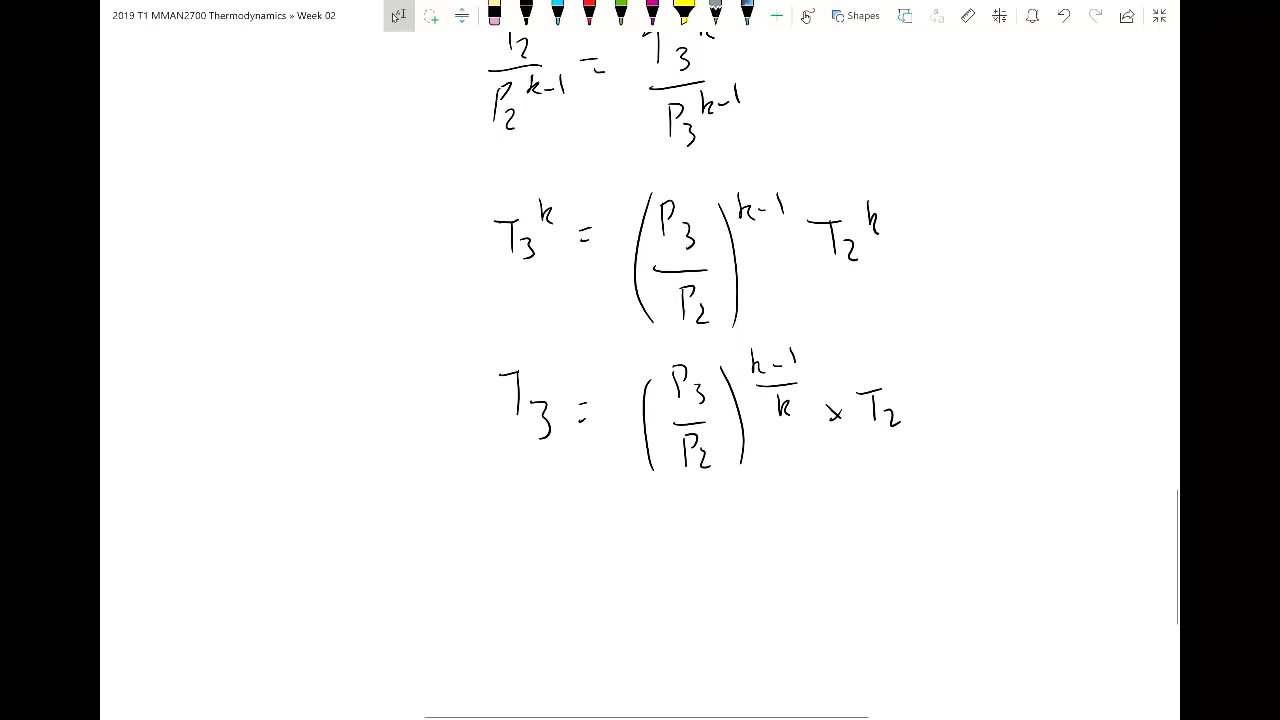 2019 T1 MMAN2700 Thermodynamics » Week 02
Shapes
T₂ / P₂^(k-1) = T₃^k / P₃^(k-1)
T₃^k = (P₃ / P₂)^(k-1) T₂^k
T₃ = (P₃ / P₂)^((k-1)/k) × T₂